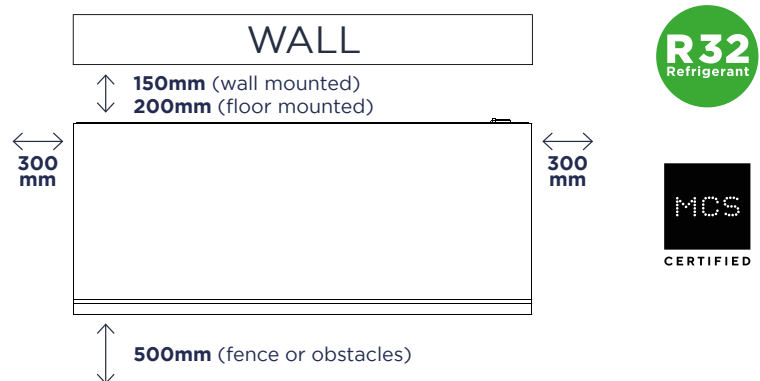 WALL
150mm (wall mounted)
200mm (floor mounted)
300
mm
300
mm
500mm (fence or obstacles)
R32
Refrigerant
MCS
CERTIFIED